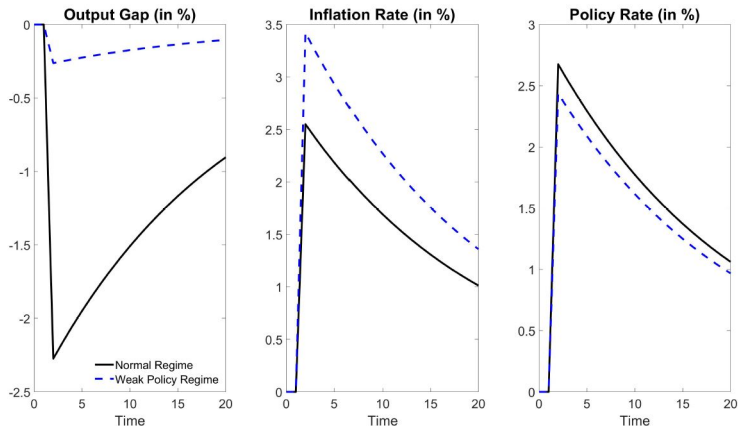 Output Gap (in %)
0
-0.5
-1
-1.5
-2
-2.5
Normal Regime
Weak Policy Regime
0 5 10 15 20
Time
Inflation Rate (in %)
3.5
3
2.5
2
1.5
1
0.5
0
0 5 10 15 20
Time
Policy Rate (in %)
3
2.5
2
1.5
1
0.5
0
0 5 10 15 20
Time